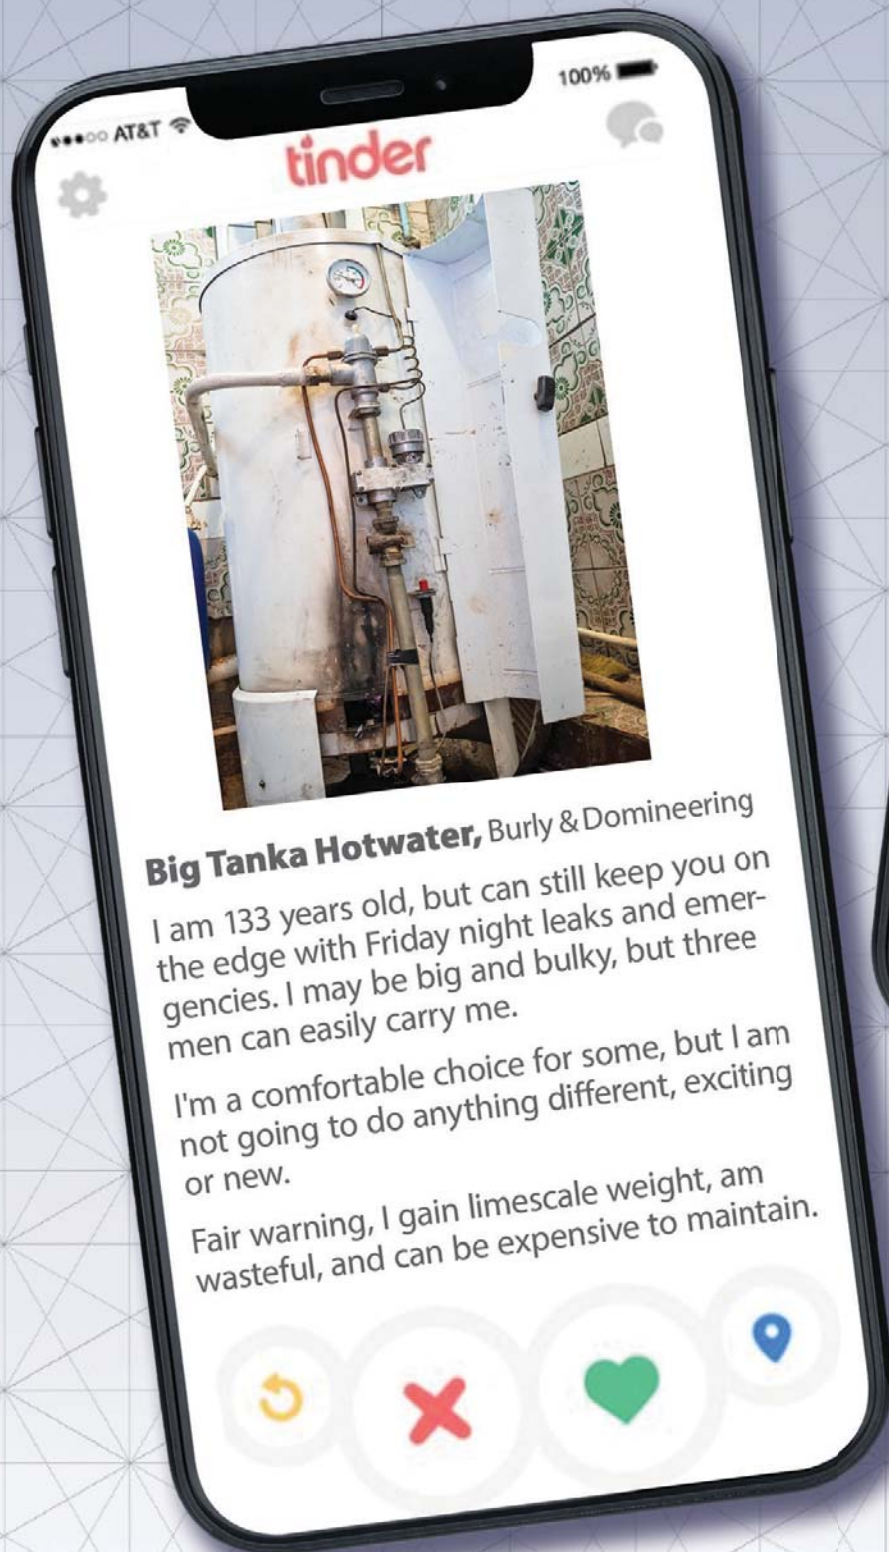 AT&T
100%
tinder
Big Tanka Hotwater, Burly & Domineering
I am 133 years old, but can still keep you on
the edge with Friday night leaks and emer-
gencies. I may be big and bulky, but three
men can easily carry me.
I'm a comfortable choice for some, but I am
not going to do anything different, exciting
or new.
Fair warning, I gain limescale weight, am
wasteful, and can be expensive to maintain.